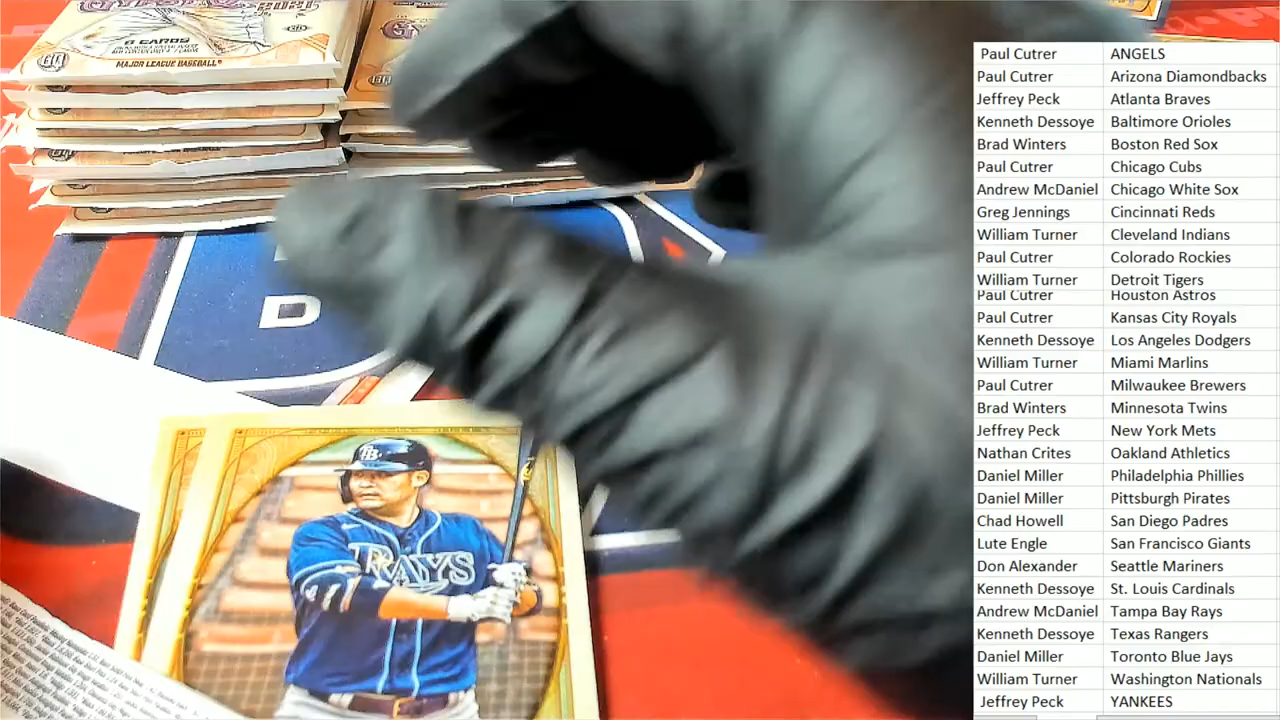 8 CARDS
MAJOR LEAGUE BASEBALL
D
TB
RAYS
Paul Cutrer ANGELS
Paul Cutrer Arizona Diamondbacks
Jeffrey Peck Atlanta Braves
Kenneth Dessoye Baltimore Orioles
Brad Winters Boston Red Sox
Paul Cutrer Chicago Cubs
Andrew McDaniel Chicago White Sox
Greg Jennings Cincinnati Reds
William Turner Cleveland Indians
Paul Cutrer Colorado Rockies
William Turner Detroit Tigers
Paul Cutrer Houston Astros
Paul Cutrer Kansas City Royals
Kenneth Dessoye Los Angeles Dodgers
William Turner Miami Marlins
Paul Cutrer Milwaukee Brewers
Brad Winters Minnesota Twins
Jeffrey Peck New York Mets
Nathan Crites Oakland Athletics
Daniel Miller Philadelphia Phillies
Daniel Miller Pittsburgh Pirates
Chad Howell San Diego Padres
Lute Engle San Francisco Giants
Don Alexander Seattle Mariners
Kenneth Dessoye St. Louis Cardinals
Andrew McDaniel Tampa Bay Rays
Kenneth Dessoye Texas Rangers
Daniel Miller Toronto Blue Jays
William Turner Washington Nationals
Jeffrey Peck YANKEES